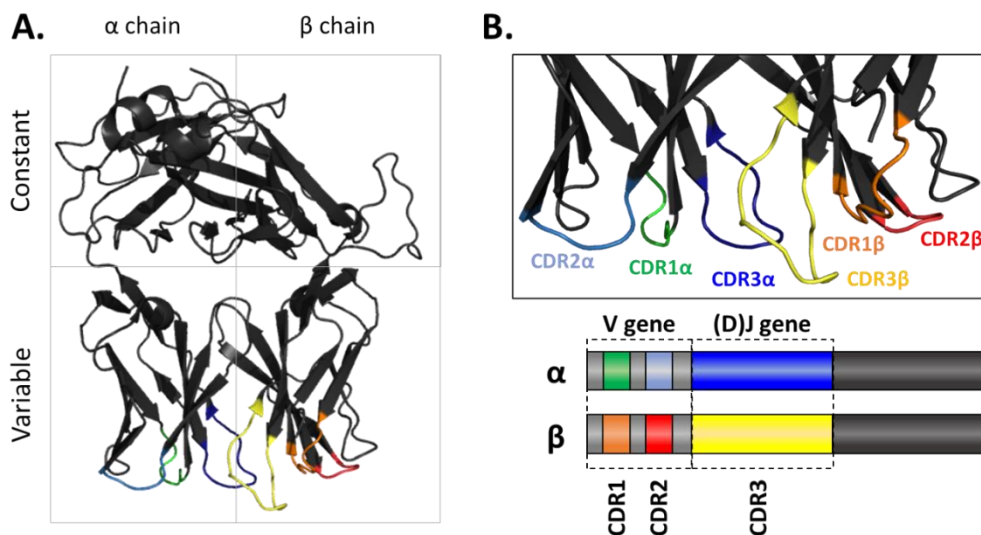 A.
α chain
β chain
Constant
Variable
B.
CDR2α
CDR1α
CDR3α
CDR3β
CDR1β
CDR2β
V gene
(D)J gene
α
β
CDR1
CDR2
CDR3